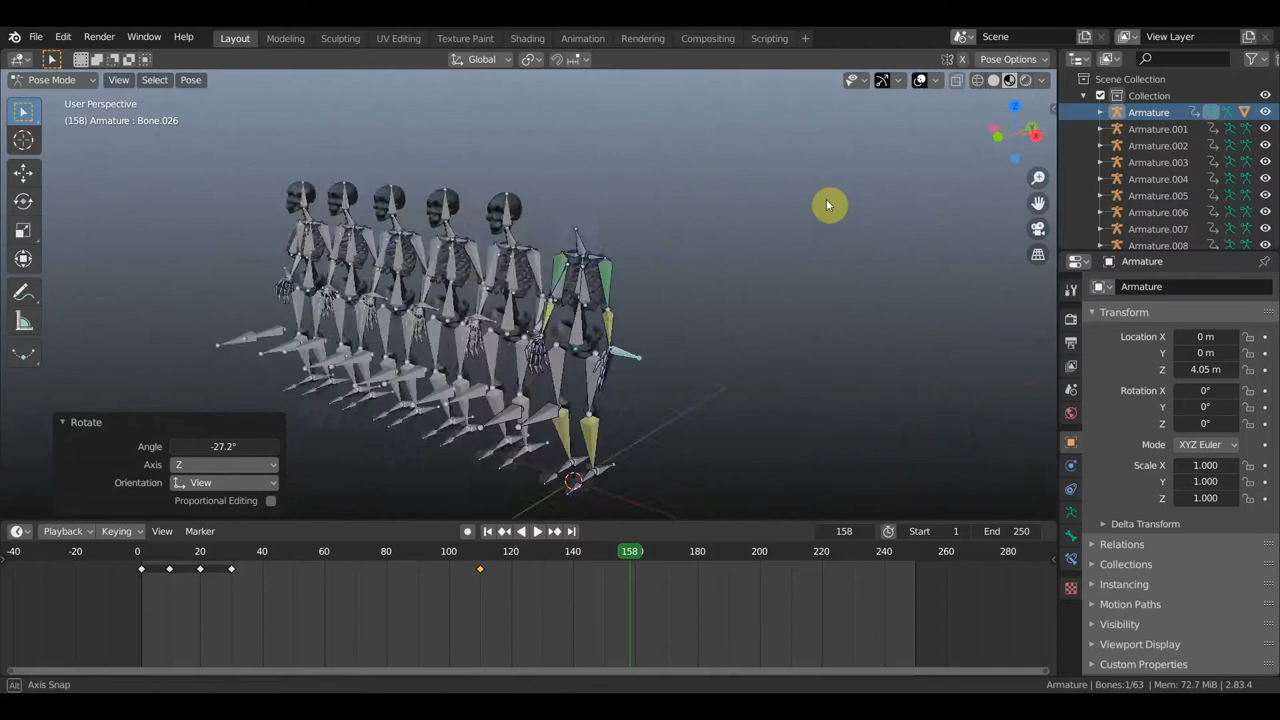 File Edit Render Window Help
Layout Modeling Sculpting UV Editing Texture Paint Shading Animation Rendering Compositing Scripting +
Scene
View Layer
Global
X Pose Options
Pose Mode View Select Pose
User Perspective
(158) Armature : Bone.026
Scene Collection
Collection
Armature
Armature.001
Armature.002
Armature.003
Armature.004
Armature.005
Armature.006
Armature.007
Armature.008
Armature
Armature
Transform
Location X 0 m
Y 0 m
Z 4.05 m
Rotation X 0°
Y 0°
Z 0°
Mode XYZ Euler
Scale X 1.000
Y 1.000
Z 1.000
Delta Transform
Relations
Collections
Instancing
Motion Paths
Visibility
Viewport Display
Custom Properties
Rotate
Angle -27.2°
Axis Z
Orientation View
Proportional Editing
Playback Keying View Marker
158 Start 1 End 250
-40 -20 0 20 40 60 80 100 120 140 158 180 200 220 240 260 280
Alt Axis Snap
Armature | Bones:1/63 | Mem: 72.7 MiB | 2.83.4